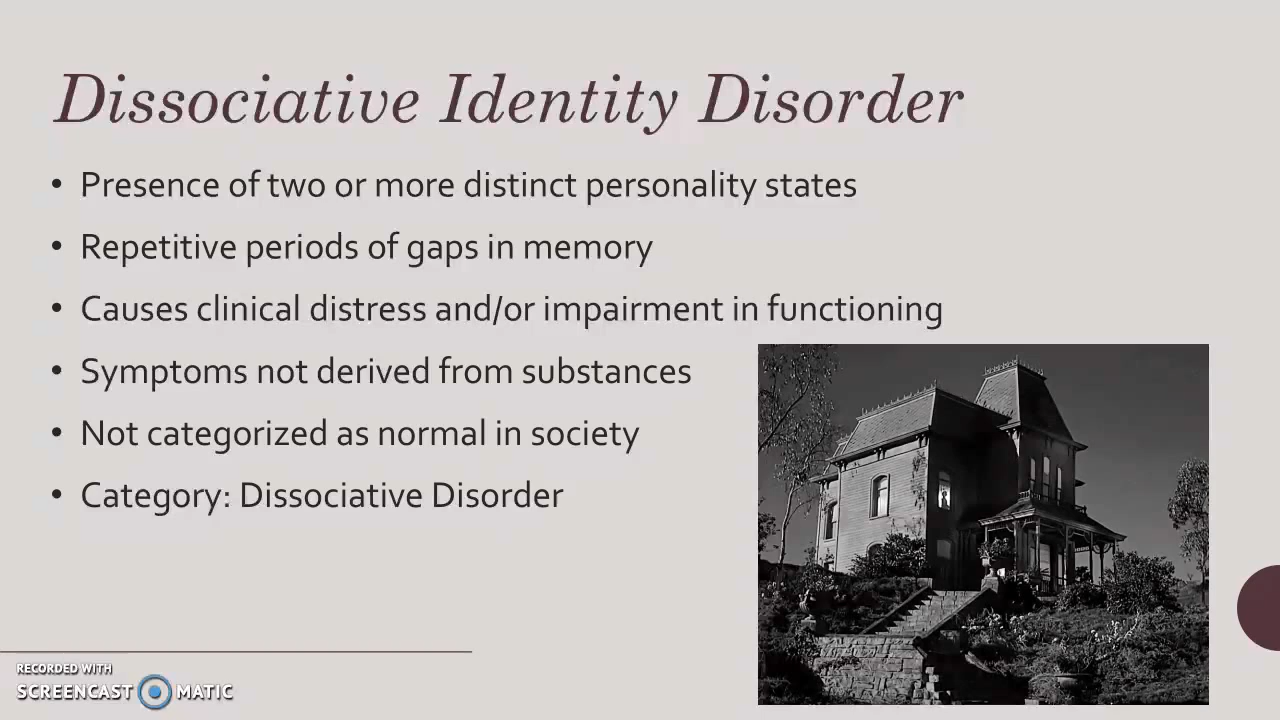 Dissociative Identity Disorder
• Presence of two or more distinct personality states
• Repetitive periods of gaps in memory
• Causes clinical distress and/or impairment in functioning
• Symptoms not derived from substances
• Not categorized as normal in society
• Category: Dissociative Disorder
RECORDED WITH
SCREENCAST MATIC